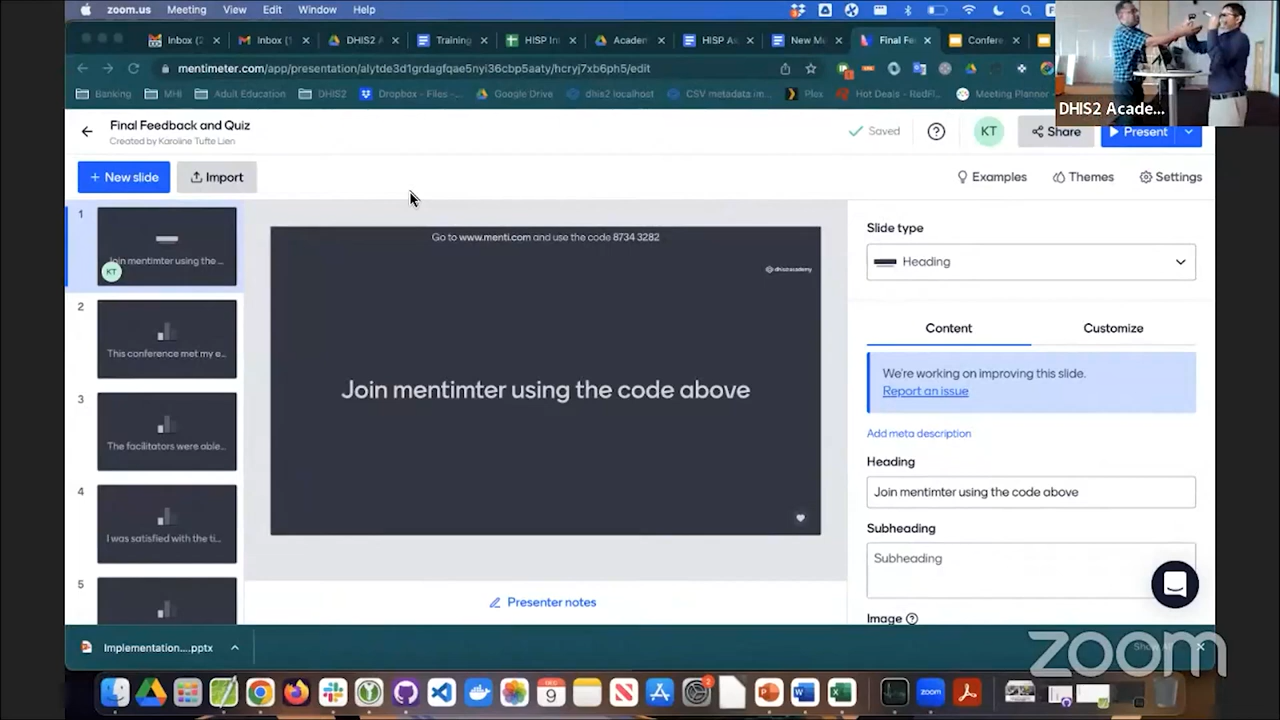 zoom.us Meeting View Edit Window Help
Inbox (2 Inbox (1 DHIS2 A Training HISP In Academ HISP As New M Final Fe Confere
mentimeter.com/app/presentation/alytde3d1grdagfqae5nyi36cbp5aaty/hcryj7xb6ph5/edit
Banking MHI Adult Education DHIS2 Dropbox - Files -... Google Drive dhis2 localhost CSV metadata im... Plex Hot Deals - RedFl... Meeting Planner
DHIS2 Acade...
Final Feedback and Quiz
Created by Karoline Tufte Lien
Saved
KT
Share
Present
+ New slide
Import
Examples
Themes
Settings
1
Join mentimter using the ...
KT
2
This conference met my e...
3
The facilitators were able...
4
I was satisfied with the ti...
5
Go to www.menti.com and use the code 8734 3282
dhis2academy
Join mentimter using the code above
Presenter notes
Slide type
Heading
Content Customize
We're working on improving this slide.
Report an issue
Add meta description
Heading
Join mentimter using the code above
Subheading
Subheading
Image
Implementation....pptx
zoom
NOV
9
2
zoom